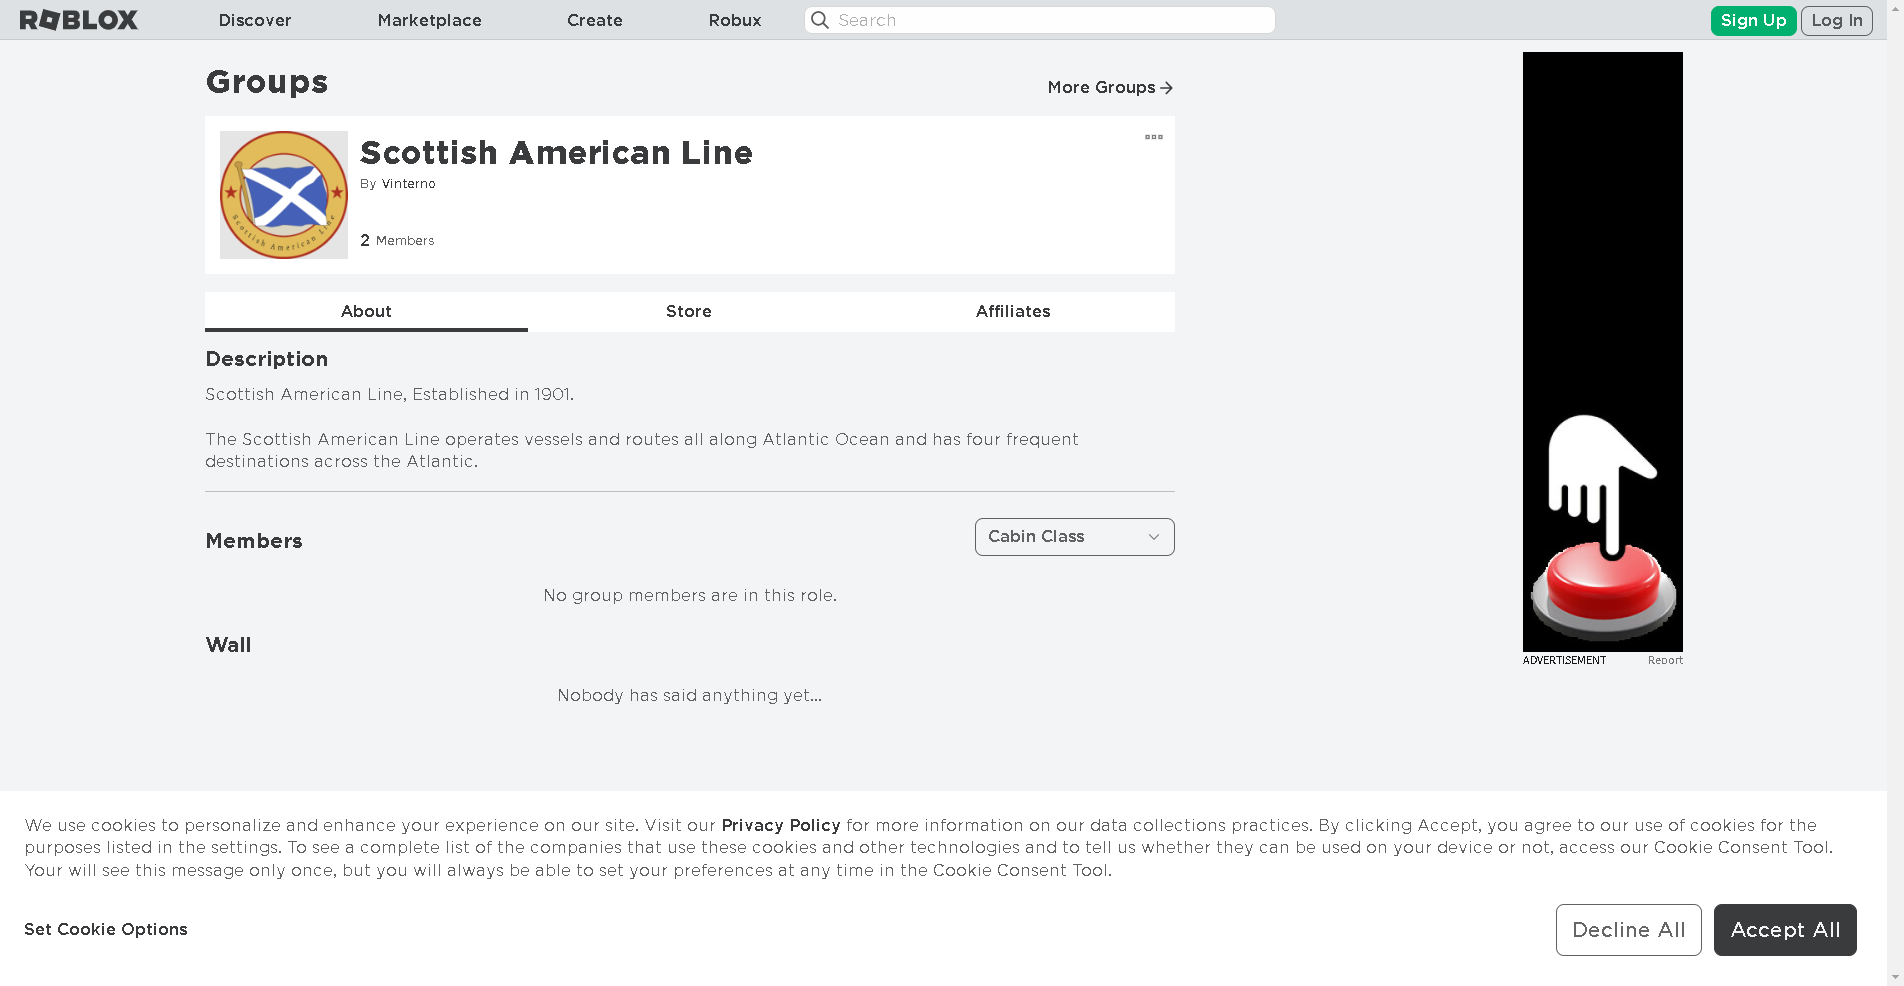 ROBLOX
Discover
Marketplace
Create
Robux
Search
Sign Up
Log In
Groups
More Groups
Scottish American Line
By Vinterno
2 Members
Scottish American Line
About
Store
Affiliates
Description
Scottish American Line, Established in 1901.
The Scottish American Line operates vessels and routes all along Atlantic Ocean and has four frequent
destinations across the Atlantic.
Members
Cabin Class
No group members are in this role.
Wall
Nobody has said anything yet...
ADVERTISEMENT
Report
We use cookies to personalize and enhance your experience on our site. Visit our Privacy Policy for more information on our data collections practices. By clicking Accept, you agree to our use of cookies for the
purposes listed in the settings. To see a complete list of the companies that use these cookies and other technologies and to tell us whether they can be used on your device or not, access our Cookie Consent Tool.
Your will see this message only once, but you will always be able to set your preferences at any time in the Cookie Consent Tool.
Set Cookie Options
Decline All
Accept All